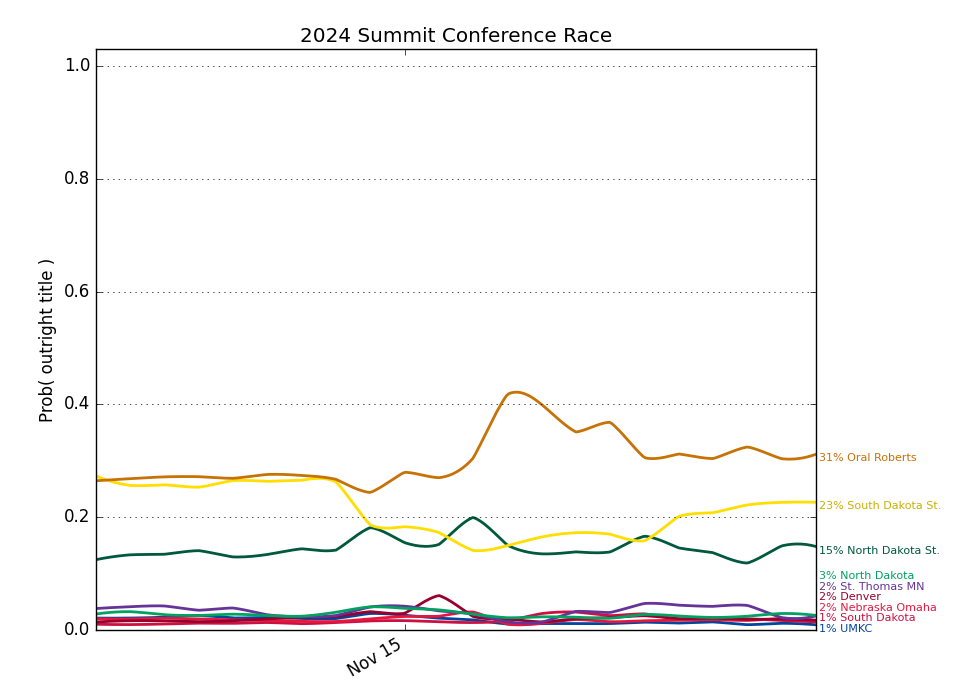 2024 Summit Conference Race
Prob( outright title )
1.0
0.8
0.6
0.4
0.2
0.0
Nov 15
31% Oral Roberts
23% South Dakota St.
15% North Dakota St.
3% North Dakota
2% St. Thomas MN
2% Denver
2% Nebraska Omaha
1% South Dakota
1% UMKC